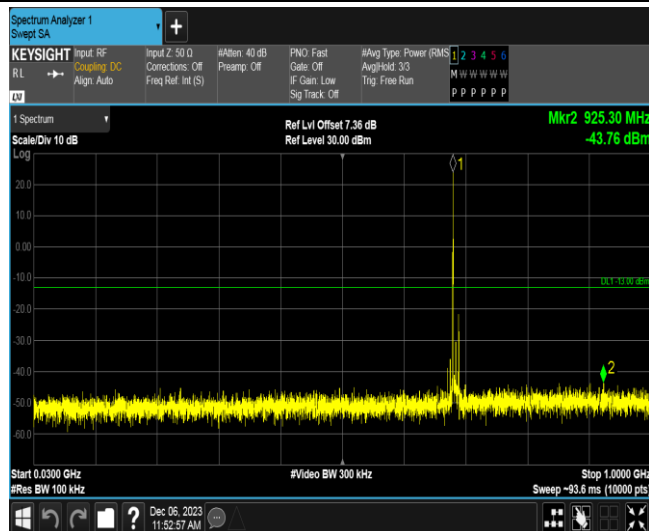 Spectrum Analyzer 1
Swept SA
+
KEYSIGHT
RL
LXI
Input: RF
Coupling: DC
Align: Auto
Input Z: 50 Ω
Corrections: Off
Freq Ref: Int (S)
#Atten: 40 dB
Preamp: Off
PNO: Fast
Gate: Off
IF Gain: Low
Sig Track: Off
#Avg Type: Power (RMS
Avg|Hold: 3/3
Trig: Free Run
1 2 3 4 5 6
M W W W W W
P P P P P P
1 Spectrum
Scale/Div 10 dB
Ref Lvl Offset 7.36 dB
Ref Level 30.00 dBm
Mkr2 925.30 MHz
-43.76 dBm
Log
1
20.0
10.0
0.00
-10.0
DL1 -13.00 dBm
-20.0
-30.0
-40.0
2
-50.0
-60.0
Start 0.0300 GHz
#Res BW 100 kHz
#Video BW 300 kHz
Stop 1.0000 GHz
Sweep ~93.6 ms (10000 pts)
?
Dec 06, 2023
11:52:57 AM